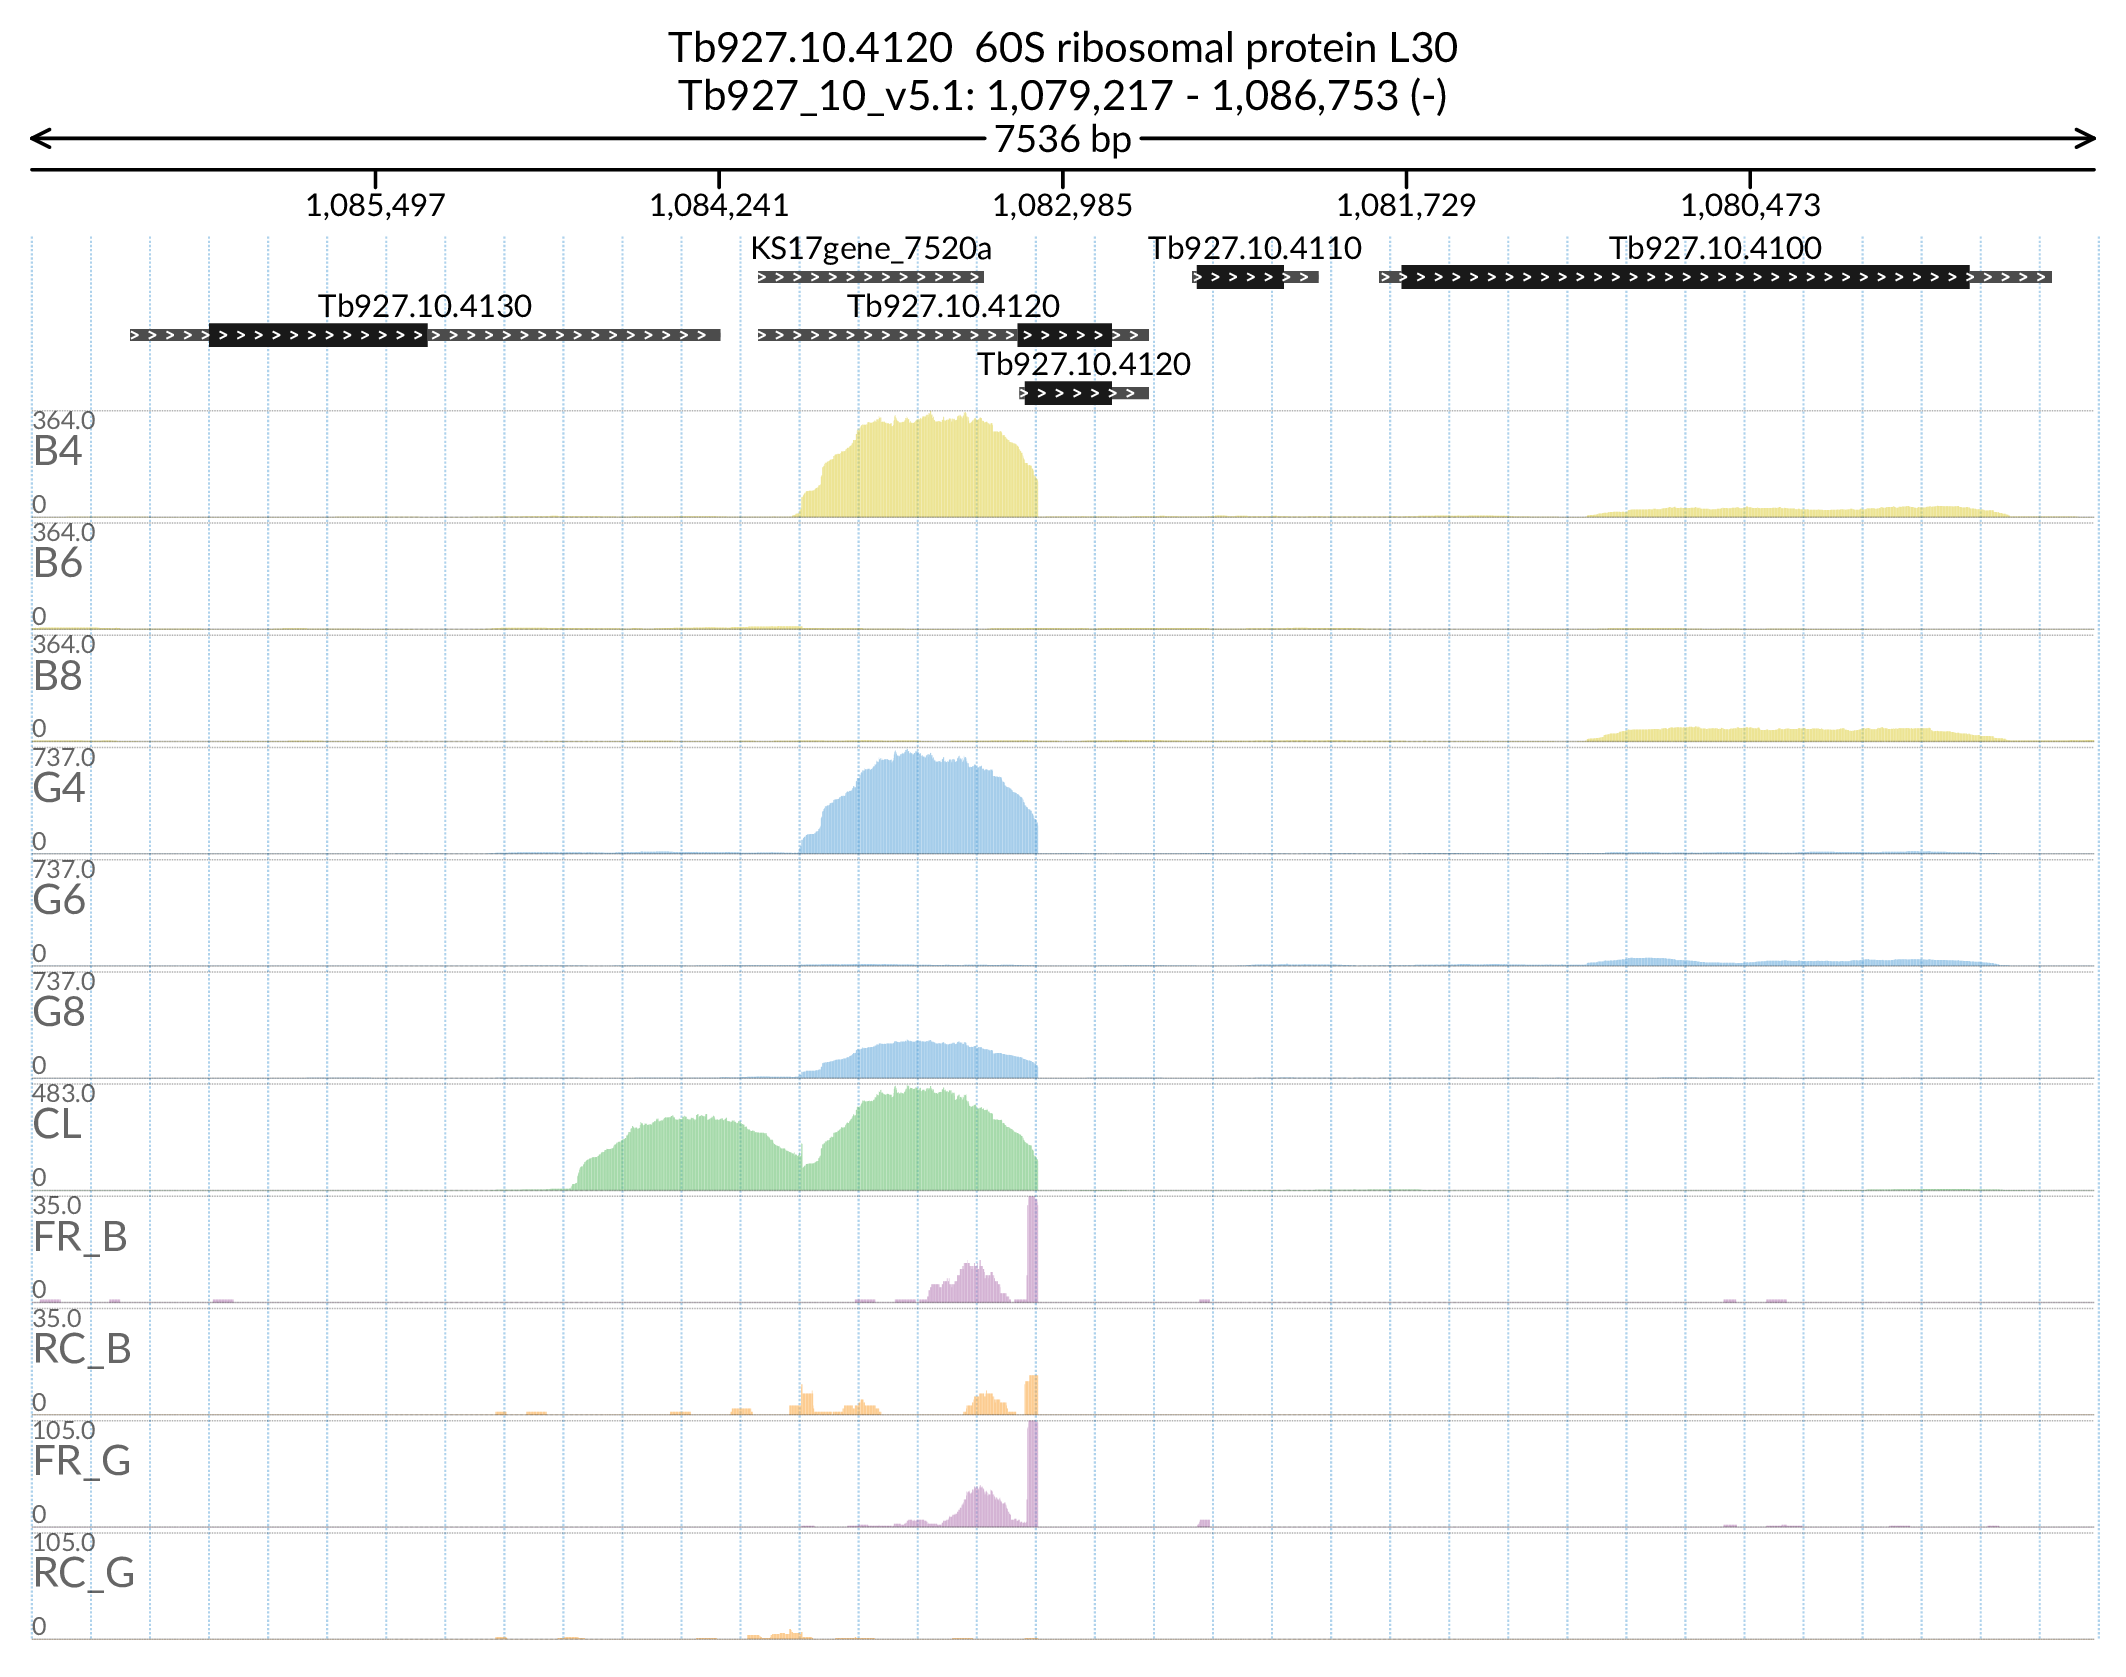 Tb927.10.4120  60S ribosomal protein L30
Tb927_10_v5.1: 1,079,217 - 1,086,753 (-)
7536 bp
1,085,497 1,084,241 1,082,985 1,081,729 1,080,473
KS17gene_7520a Tb927.10.4110 Tb927.10.4100
Tb927.10.4130 Tb927.10.4120
Tb927.10.4120
364.0
B4
0
364.0
B6
0
364.0
B8
0
737.0
G4
0
737.0
G6
0
737.0
G8
0
483.0
CL
0
35.0
FR_B
0
35.0
RC_B
0
105.0
FR_G
0
105.0
RC_G
0